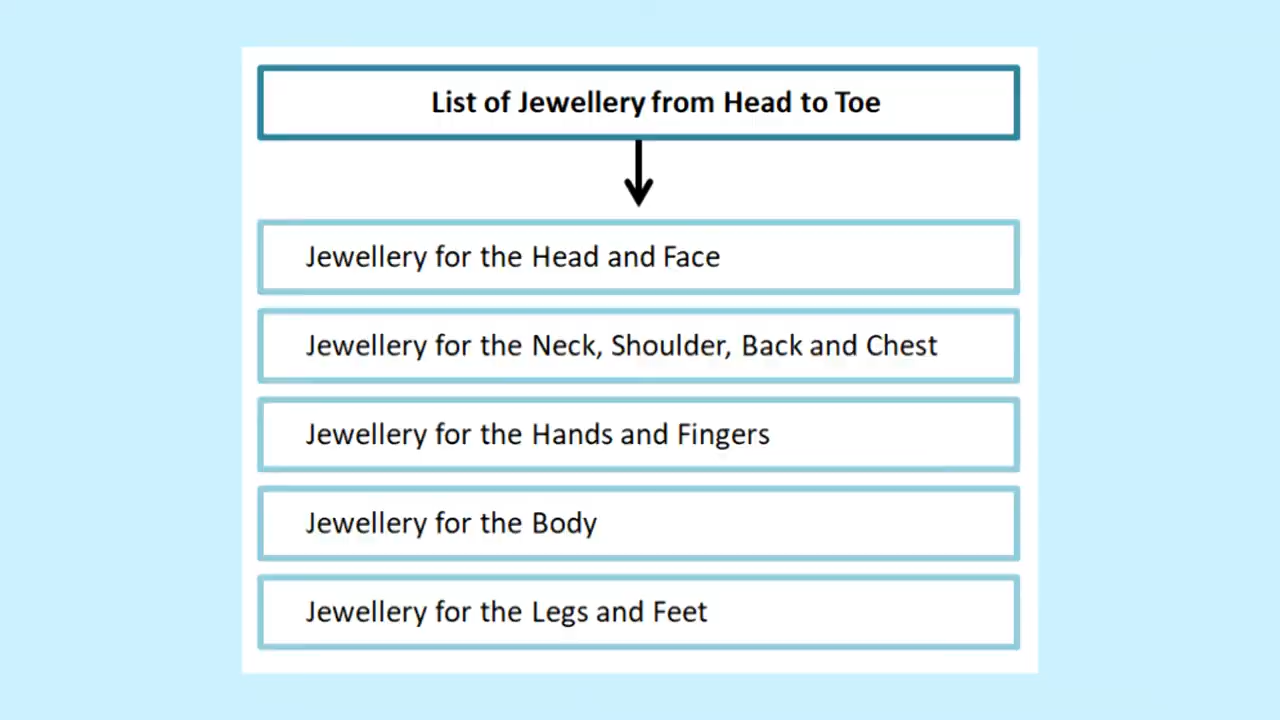 List of Jewellery from Head to Toe
Jewellery for the Head and Face
Jewellery for the Neck, Shoulder, Back and Chest
Jewellery for the Hands and Fingers
Jewellery for the Body
Jewellery for the Legs and Feet